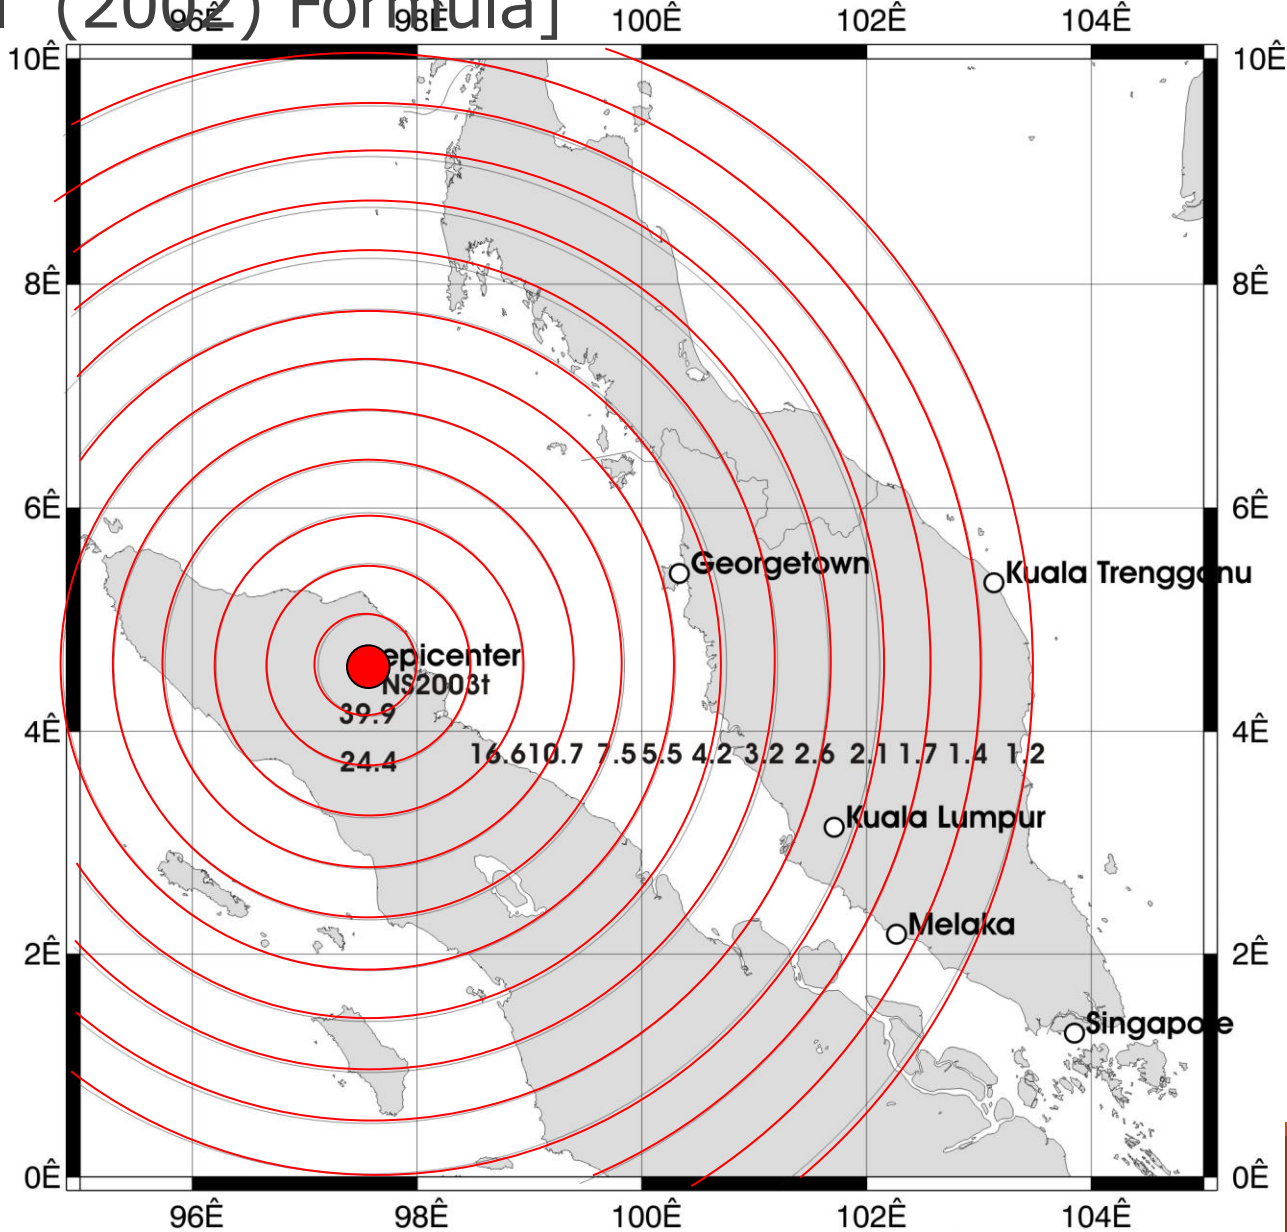 (2002) Formula]
96Ê 98Ê 100Ê 102Ê 104Ê
10Ê 10Ê
8Ê 8Ê
6Ê 6Ê
Georgetown
Kuala Trengganu
epicenter
NS2003t
39.9
4Ê 4Ê
24.4 16.6 10.7 7.5 5.5 4.2 3.2 2.6 2.1 1.7 1.4 1.2
Kuala Lumpur
Melaka
2Ê 2Ê
Singapore
0Ê 0Ê
96Ê 98Ê 100Ê 102Ê 104Ê